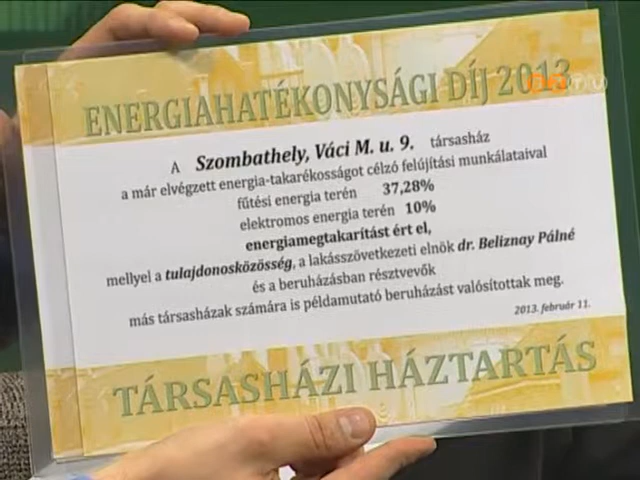 ENERGIAHATÉKONYSÁGI DÍJ 2013
A Szombathely, Váci M. u. 9. társasház
a már elvégzett energia-takarékosságot célzó felújítási munkálataival
fűtési energia terén 37,28%
elektromos energia terén 10%
energiamegtakarítást ért el,
mellyel a tulajdonosközösség, a lakásszövetkezeti elnök dr. Beliznay Pálné
és a beruházásban résztvevők
más társasházak számára is példamutató beruházást valósítottak meg.
2013. február 11.
TÁRSASHÁZI HÁZTARTÁS